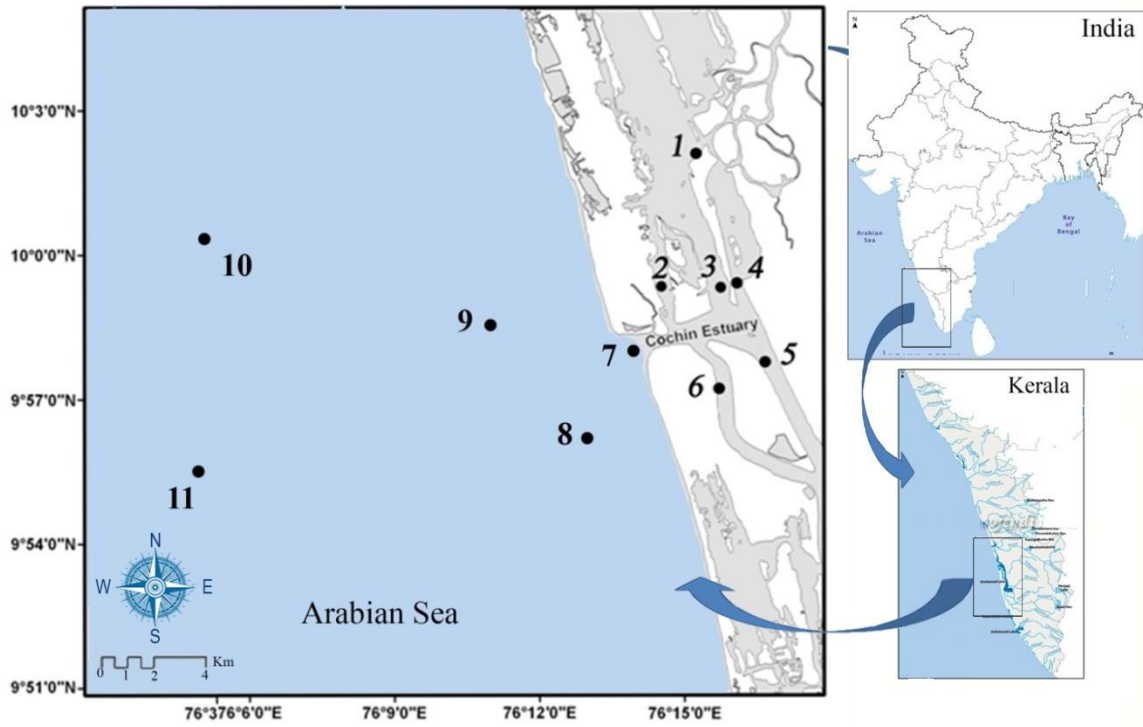 10°3'0"N
10°0'0"N
9°57'0"N
9°54'0"N
9°51'0"N
76°376°6'0"E
76°9'0"E
76°12'0"E
76°15'0"E
1
2
3
4
5
6
7
8
9
10
11
Cochin Estuary
Arabian Sea
N
W
E
S
0
1
2
4
Km
N
India
Arabian
Sea
Bay
of
Bengal
Kerala